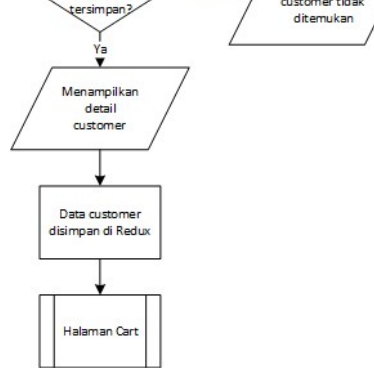 tersimpan?
customer tidak
ditemukan
Ya
Menampilkan
detail
customer
Data customer
disimpan di Redux
Halaman Cart